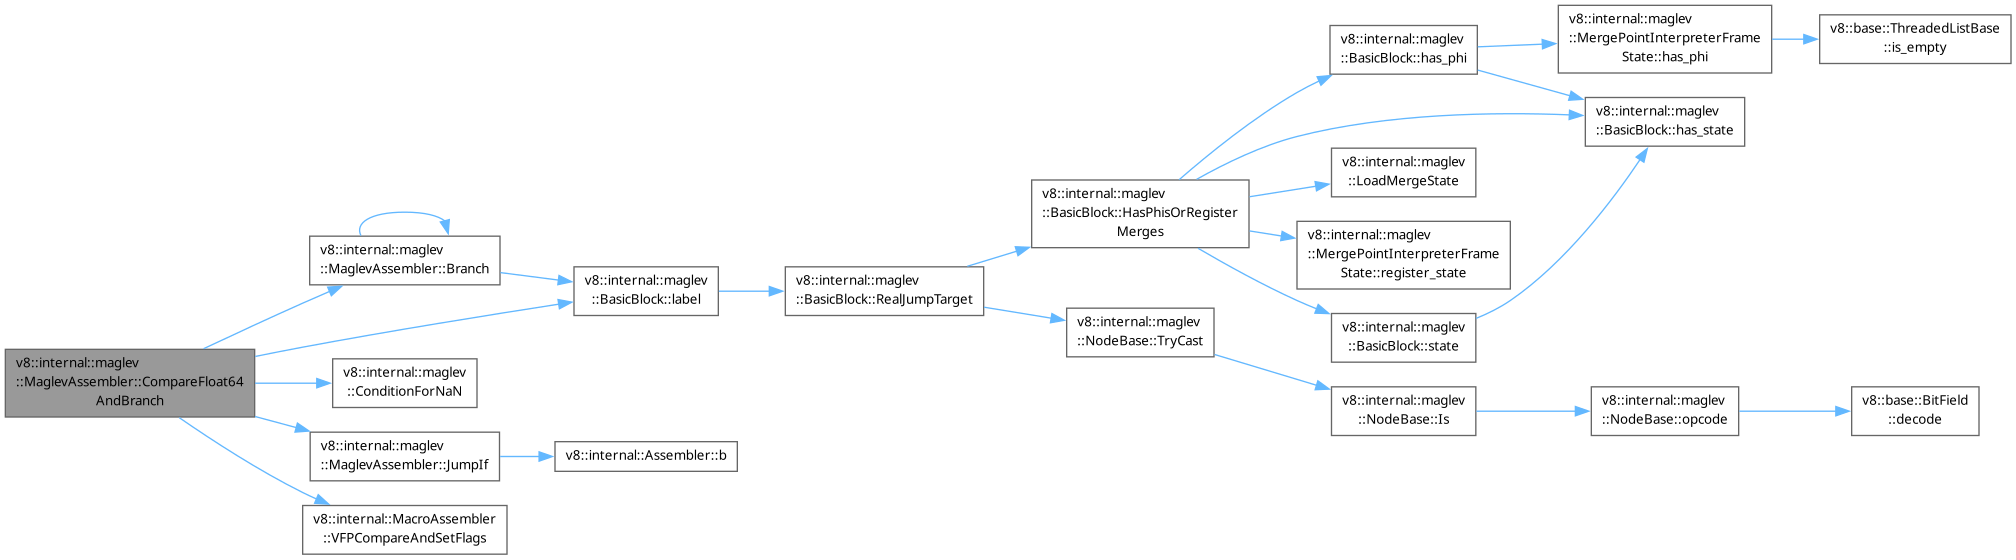 v8::internal::maglev
::MaglevAssembler::CompareFloat64
AndBranch
v8::internal::maglev
::MaglevAssembler::Branch
v8::internal::maglev
::BasicBlock::label
v8::internal::maglev
::BasicBlock::RealJumpTarget
v8::internal::maglev
::BasicBlock::HasPhisOrRegister
Merges
v8::internal::maglev
::BasicBlock::has_phi
v8::internal::maglev
::MergePointInterpreterFrame
State::has_phi
v8::base::ThreadedListBase
::is_empty
v8::internal::maglev
::BasicBlock::has_state
v8::internal::maglev
::LoadMergeState
v8::internal::maglev
::MergePointInterpreterFrame
State::register_state
v8::internal::maglev
::BasicBlock::state
v8::internal::maglev
::NodeBase::TryCast
v8::internal::maglev
::NodeBase::Is
v8::internal::maglev
::NodeBase::opcode
v8::base::BitField
::decode
v8::internal::maglev
::ConditionForNaN
v8::internal::maglev
::MaglevAssembler::JumpIf
v8::internal::Assembler::b
v8::internal::MacroAssembler
::VFPCompareAndSetFlags